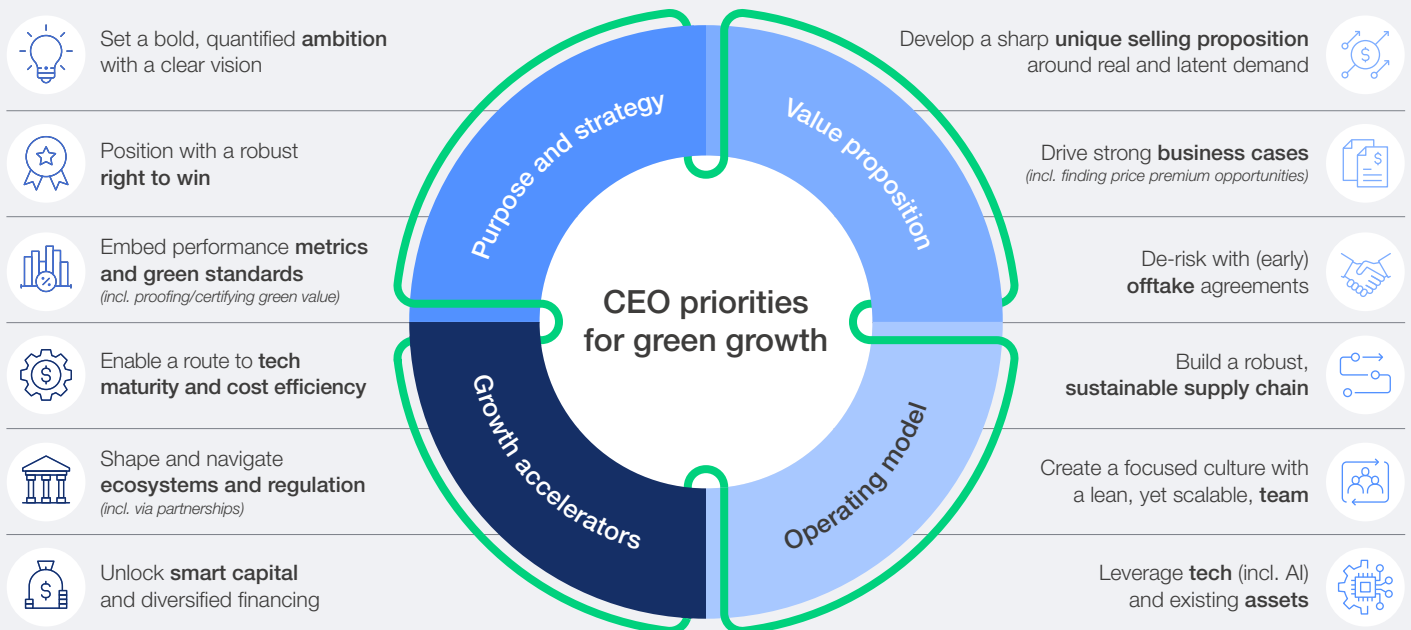 Set a bold, quantified ambition
with a clear vision
Position with a robust
right to win
Embed performance metrics
and green standards
(incl. proofing/certifying green value)
Enable a route to tech
maturity and cost efficiency
Shape and navigate
ecosystems and regulation
(incl. via partnerships)
Unlock smart capital
and diversified financing
Purpose and strategy
Value proposition
CEO priorities
for green growth
Growth accelerators
Operating model
Develop a sharp unique selling proposition
around real and latent demand
Drive strong business cases
(incl. finding price premium opportunities)
De-risk with (early)
offtake agreements
Build a robust,
sustainable supply chain
Create a focused culture with
a lean, yet scalable, team
Leverage tech (incl. AI)
and existing assets